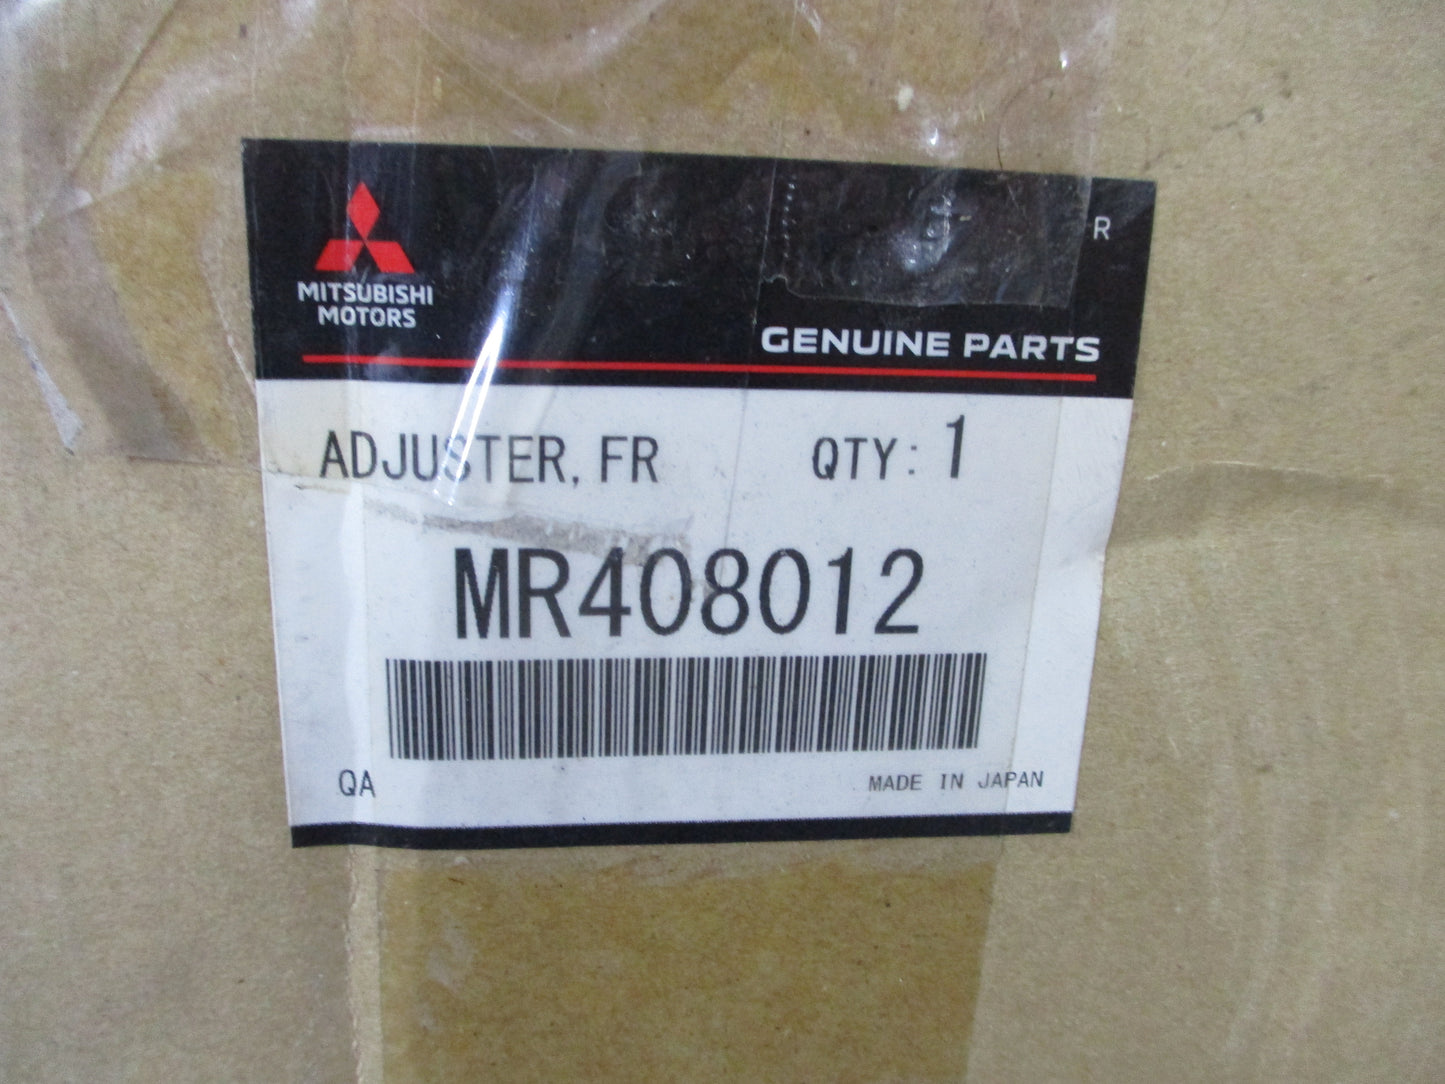 R
MITSUBISHI
MOTORS
GENUINE PARTS
ADJUSTER, FR QTY: 1
MR408012
QA MADE IN JAPAN